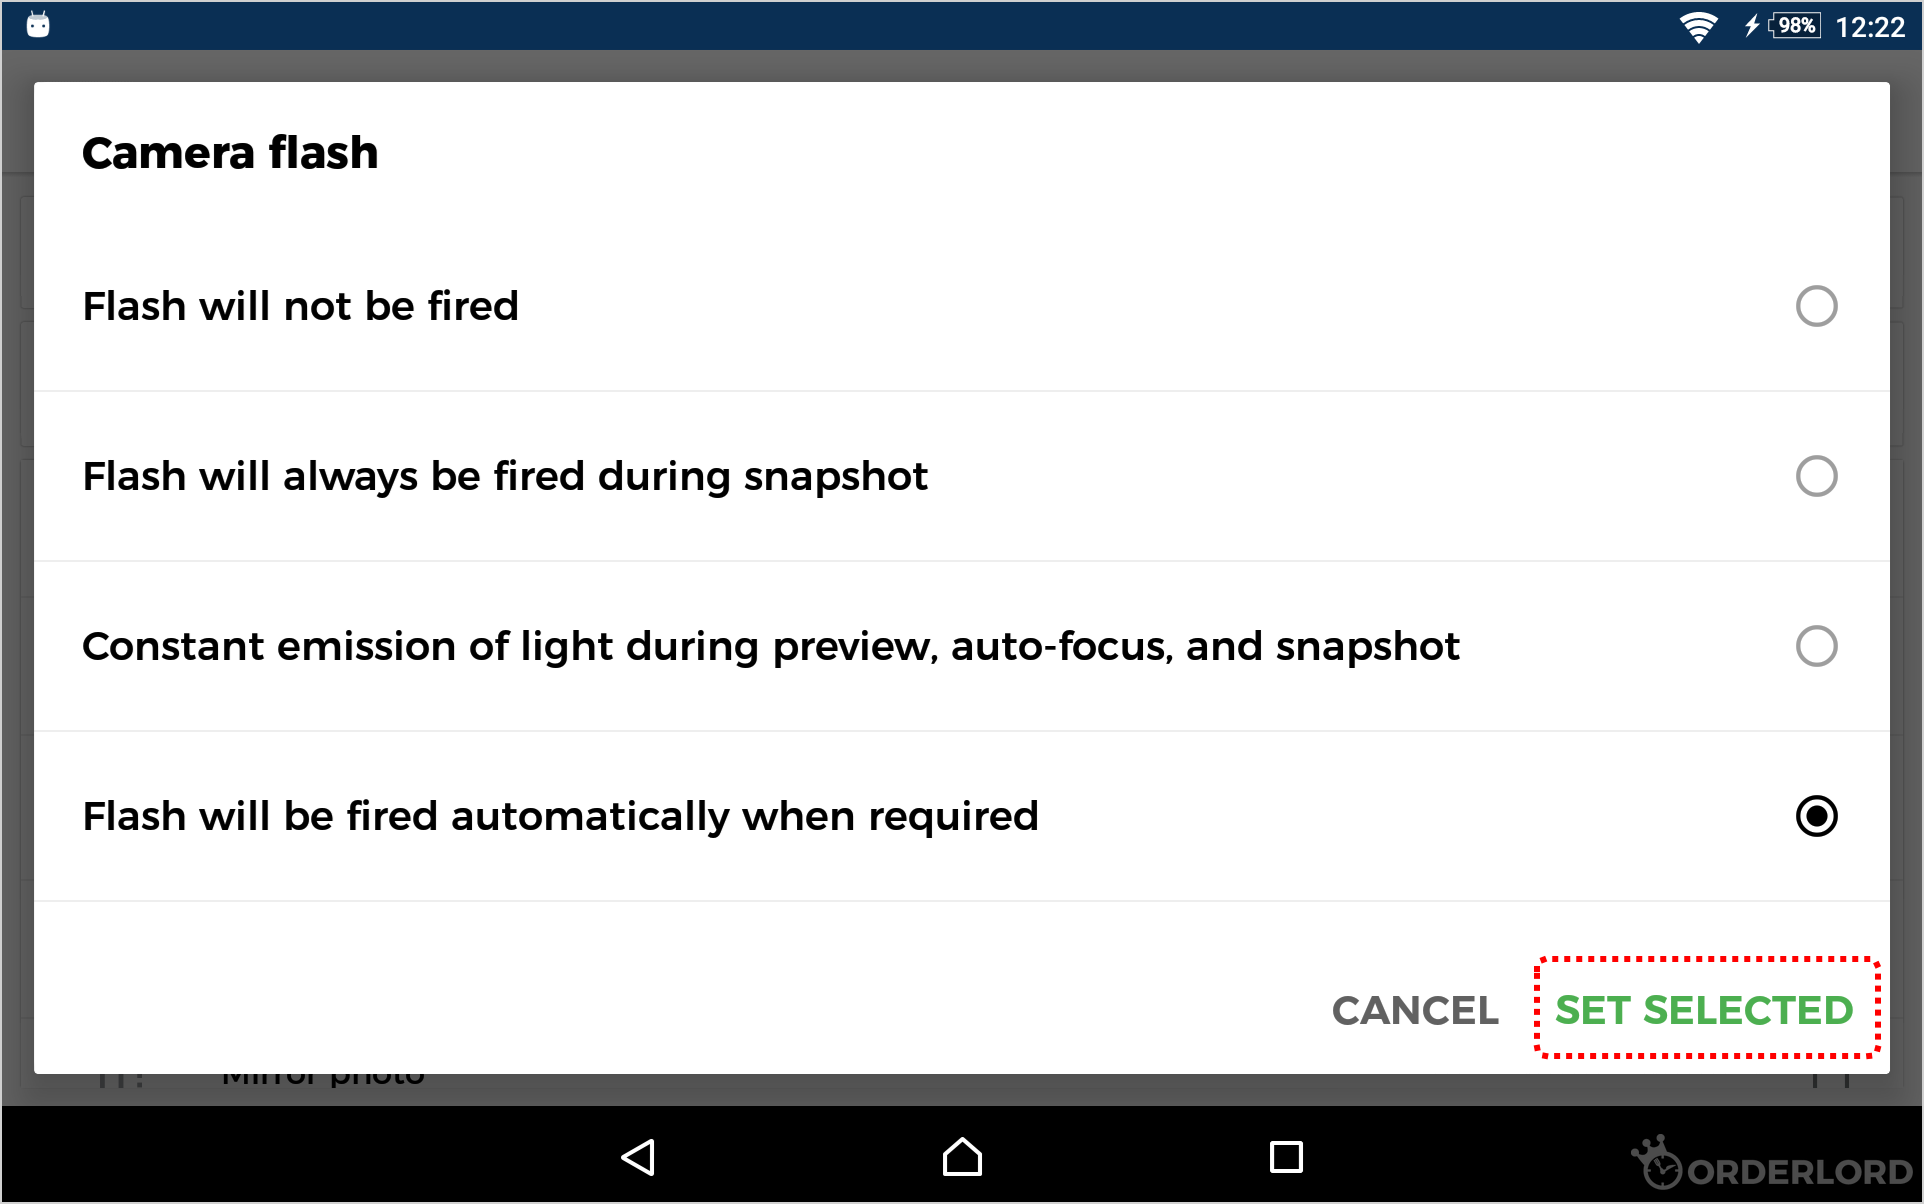 98% 12:22
Camera flash
Flash will not be fired
Flash will always be fired during snapshot
Constant emission of light during preview, auto-focus, and snapshot
Flash will be fired automatically when required
CANCEL SET SELECTED
Mirror photo
ORDERLORD